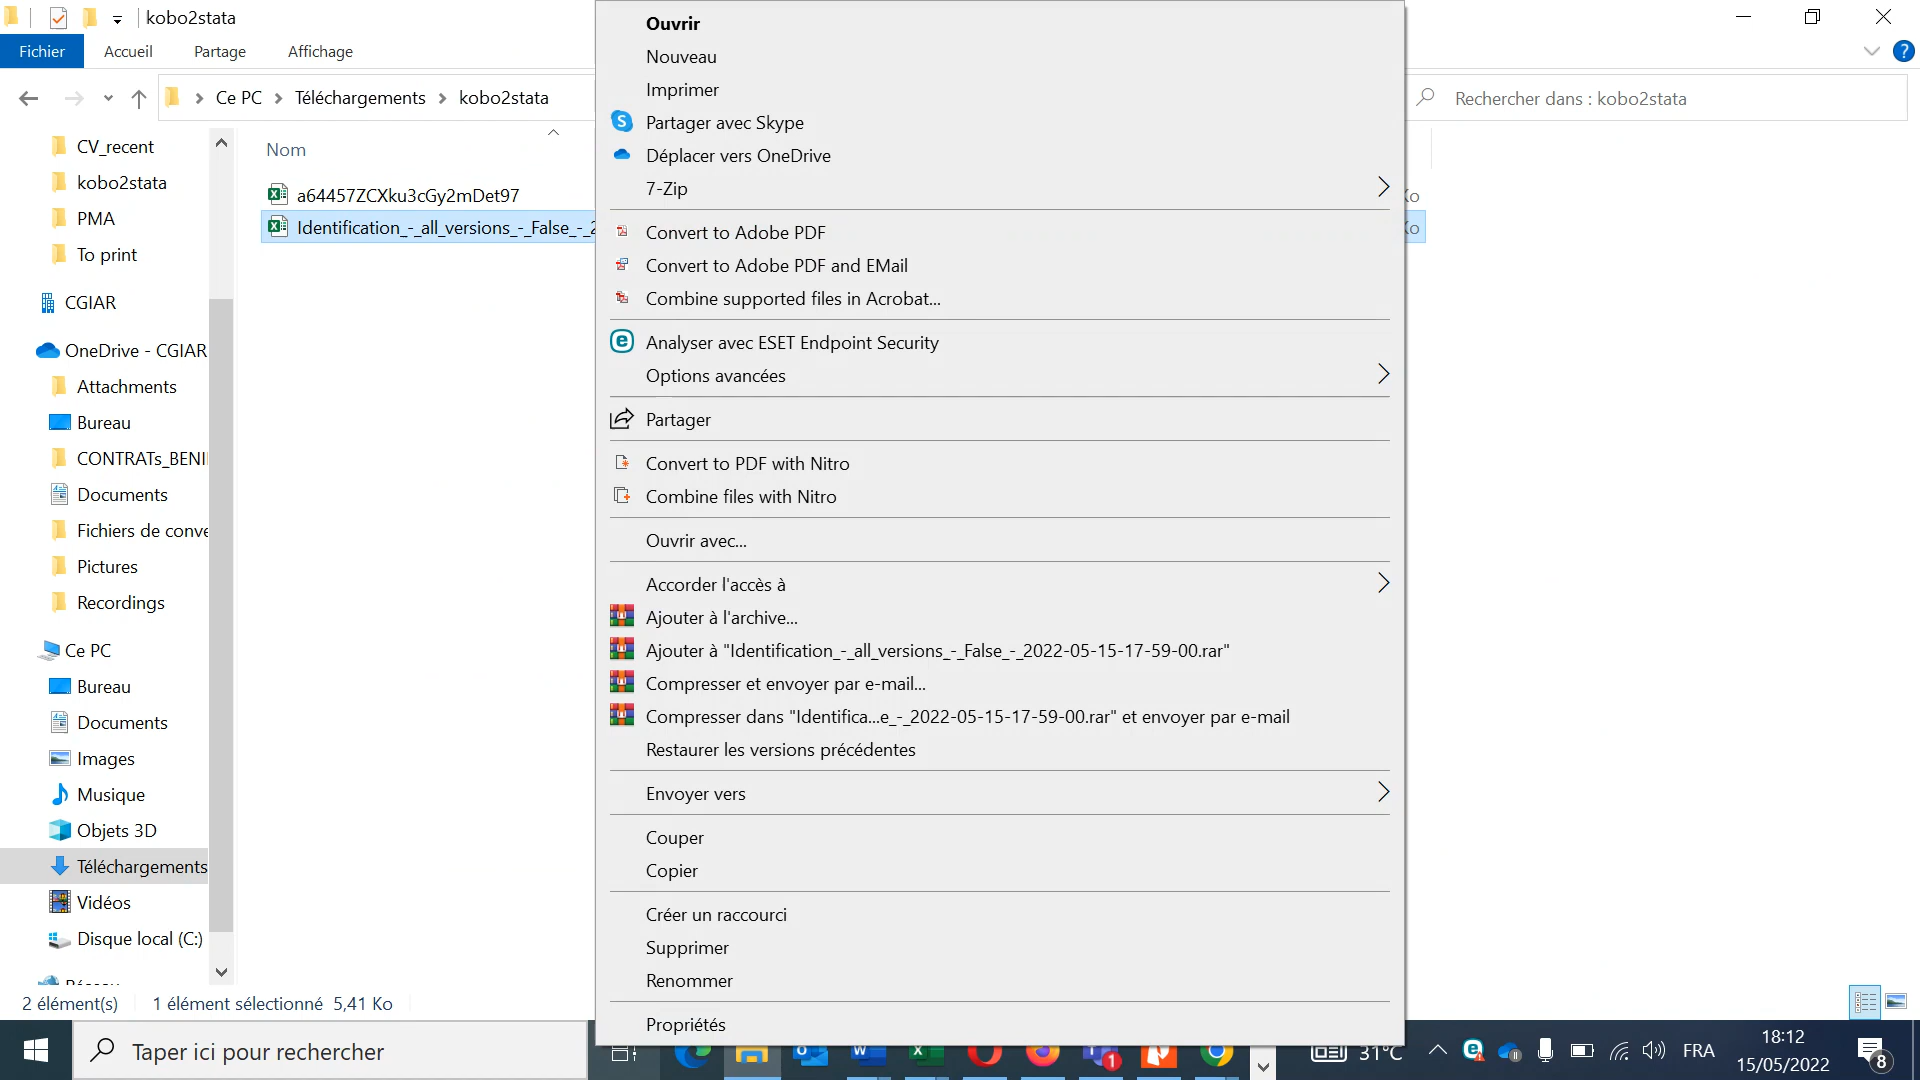 kobo2stata
Fichier
Accueil
Partage
Affichage
Ce PC
Téléchargements
kobo2stata
Rechercher dans : kobo2stata
CV_recent
kobo2stata
PMA
To print
CGIAR
OneDrive - CGIAR
Attachments
Bureau
CONTRATs_BENI
Documents
Fichiers de conve
Pictures
Recordings
Ce PC
Bureau
Documents
Images
Musique
Objets 3D
Téléchargements
Vidéos
Disque local (C:)
Nom
a64457ZCXku3cGy2mDet97
Identification_-_all_versions_-_False_-_2
Ko
Ko
Ouvrir
Nouveau
Imprimer
Partager avec Skype
Déplacer vers OneDrive
7-Zip
Convert to Adobe PDF
Convert to Adobe PDF and EMail
Combine supported files in Acrobat...
Analyser avec ESET Endpoint Security
Options avancées
Partager
Convert to PDF with Nitro
Combine files with Nitro
Ouvrir avec...
Accorder l'accès à
Ajouter à l'archive...
Ajouter à "Identification_-_all_versions_-_False_-_2022-05-15-17-59-00.rar"
Compresser et envoyer par e-mail...
Compresser dans "Identifica...e_-_2022-05-15-17-59-00.rar" et envoyer par e-mail
Restaurer les versions précédentes
Envoyer vers
Couper
Copier
Créer un raccourci
Supprimer
Renommer
Propriétés
2 élément(s)
1 élément sélectionné 5,41 Ko
Taper ici pour rechercher
1
31°C
FRA
18:12
15/05/2022
8